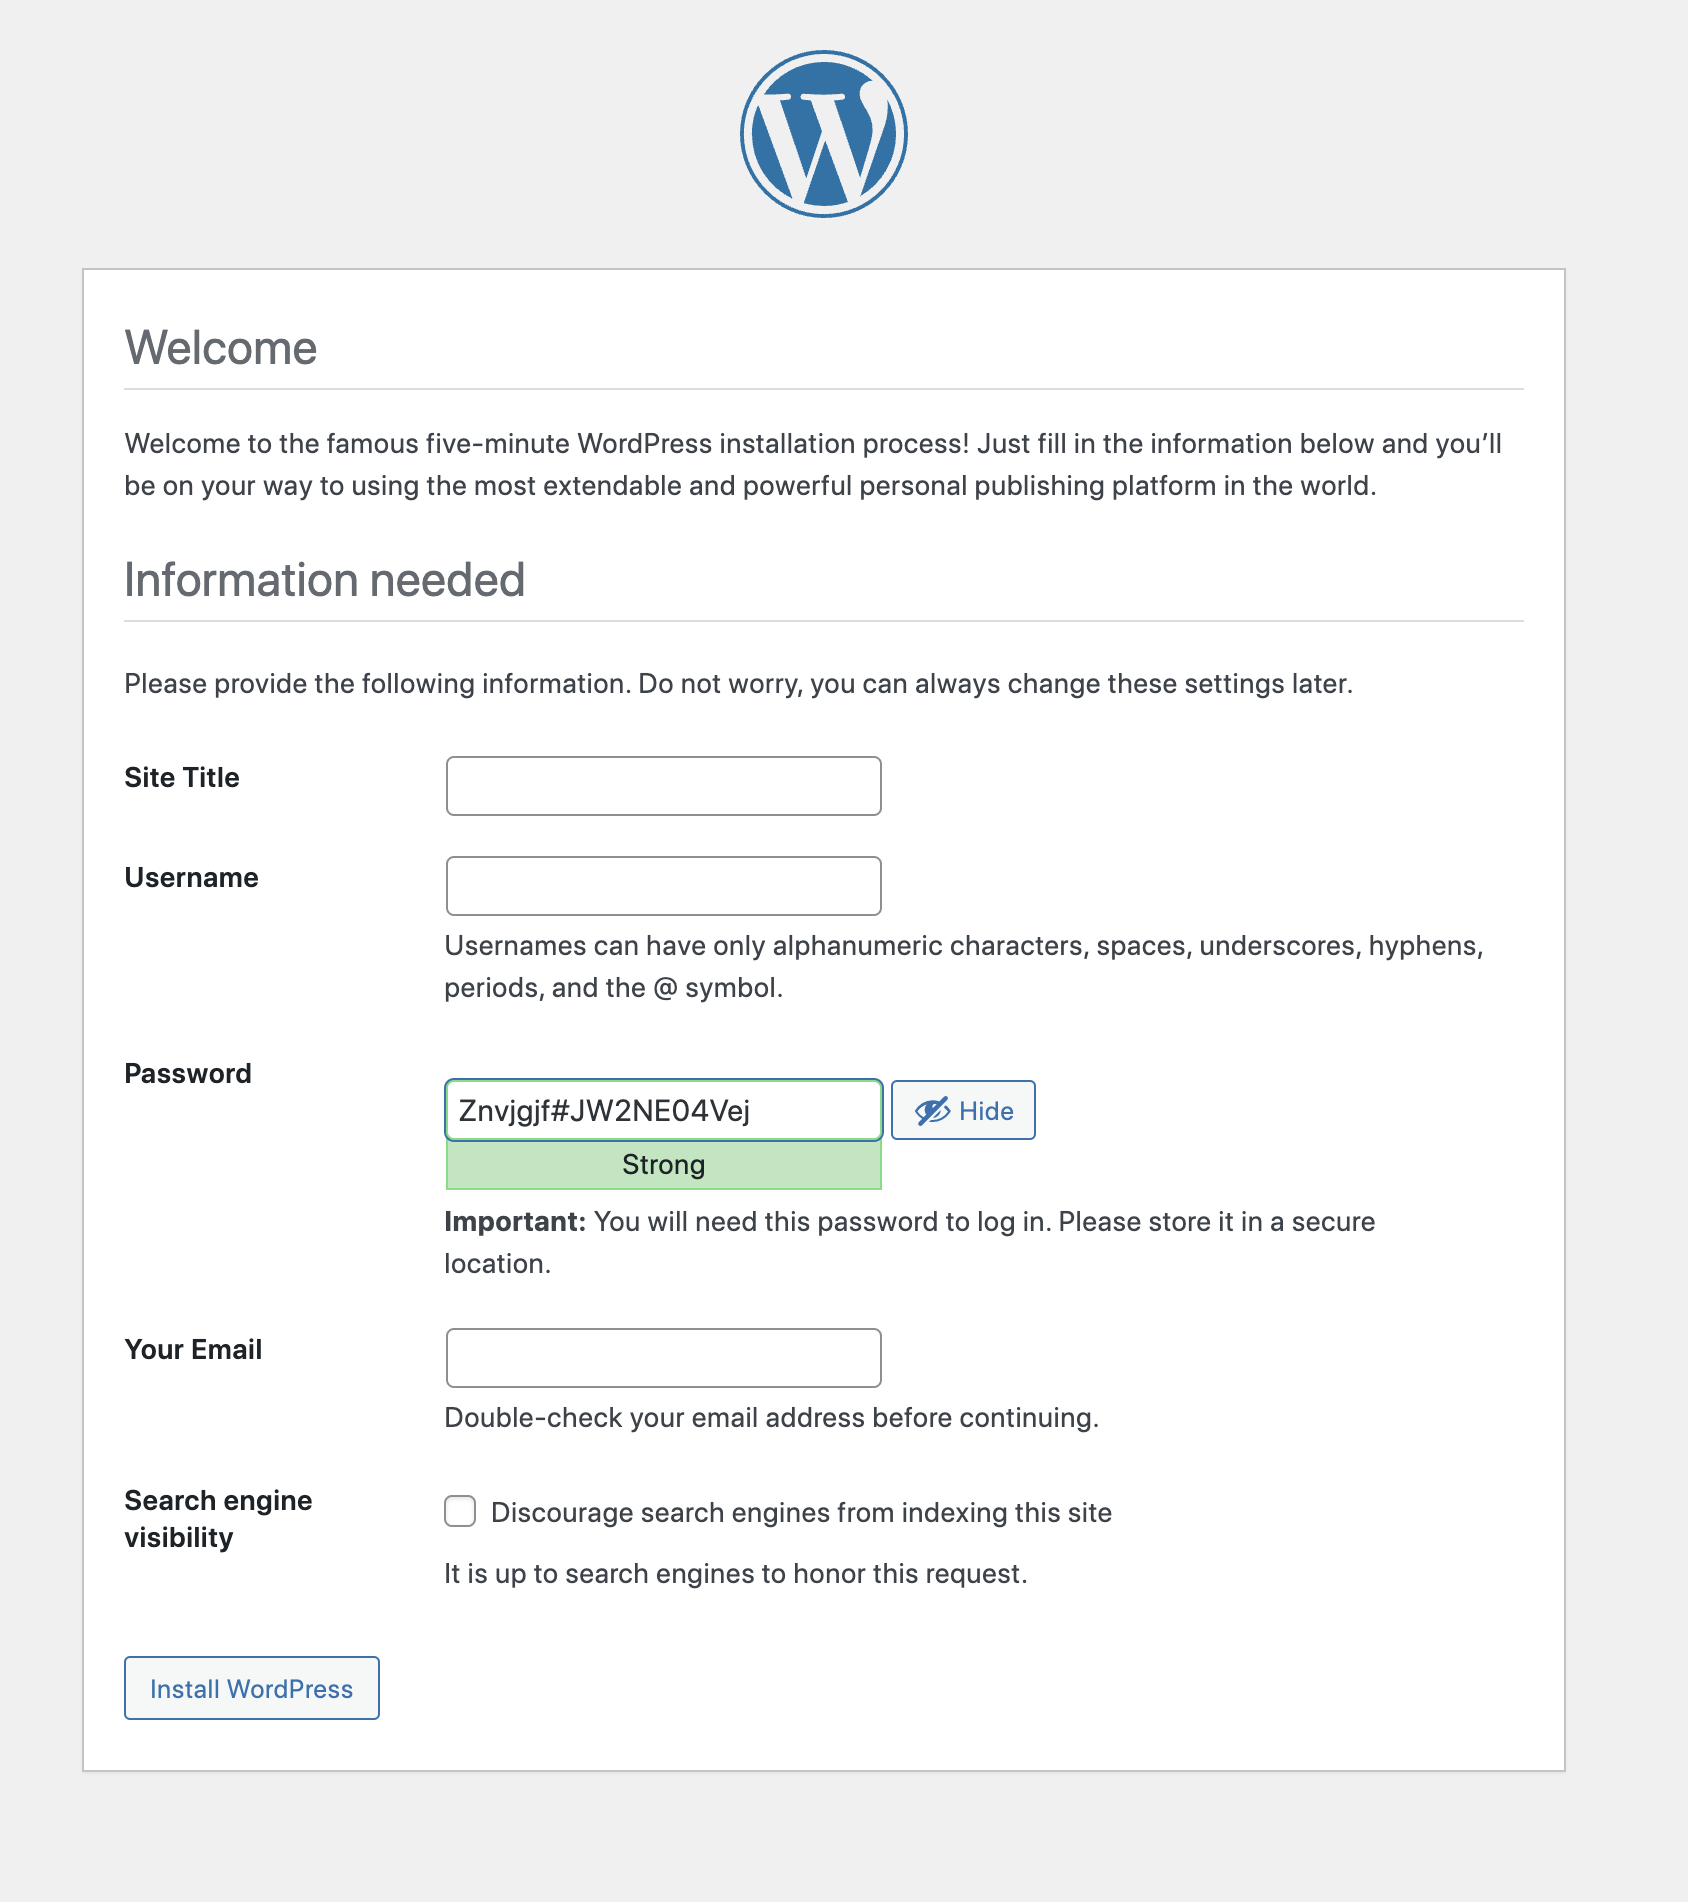 Welcome
Welcome to the famous five-minute WordPress installation process! Just fill in the information below and you’ll
be on your way to using the most extendable and powerful personal publishing platform in the world.
Information needed
Please provide the following information. Do not worry, you can always change these settings later.
Site Title
Username
Usernames can have only alphanumeric characters, spaces, underscores, hyphens,
periods, and the @ symbol.
Password
Znvjgjf#JW2NE04Vej
Hide
Strong
Important: You will need this password to log in. Please store it in a secure
location.
Your Email
Double-check your email address before continuing.
Search engine
visibility
Discourage search engines from indexing this site
It is up to search engines to honor this request.
Install WordPress